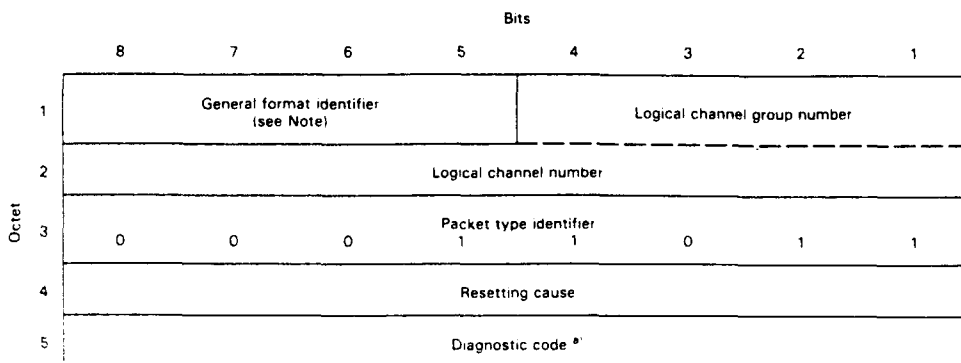 Bits
8 7 6 5 4 3 2 1
Octet
1 General format identifier
(see Note) Logical channel group number
2 Logical channel number
3 Packet type identifier
0 0 0 1 1 0 1 1
4 Resetting cause
5 Diagnostic code a)